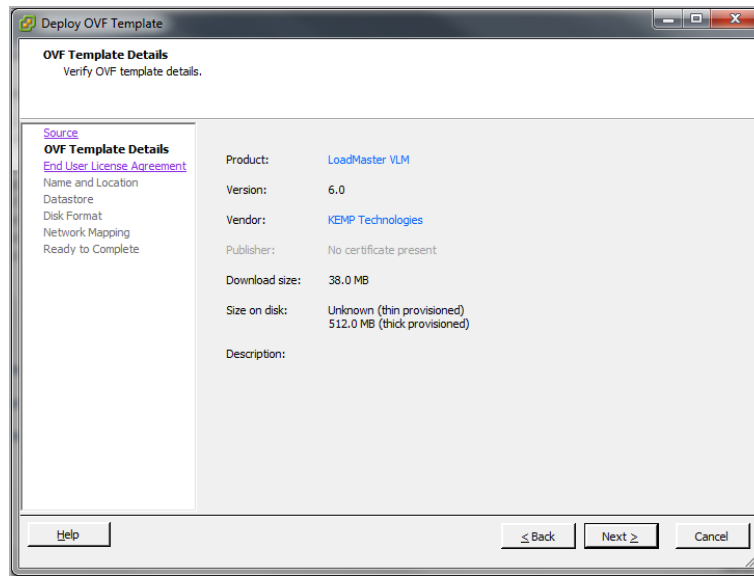 Deploy OVF Template
OVF Template Details
Verify OVF template details.
Source
OVF Template Details
End User License Agreement
Name and Location
Datastore
Disk Format
Network Mapping
Ready to Complete
Product: LoadMaster VLM
Version: 6.0
Vendor: KEMP Technologies
Publisher: No certificate present
Download size: 38.0 MB
Size on disk: Unknown (thin provisioned)
512.0 MB (thick provisioned)
Description:
Help
< Back Next > Cancel